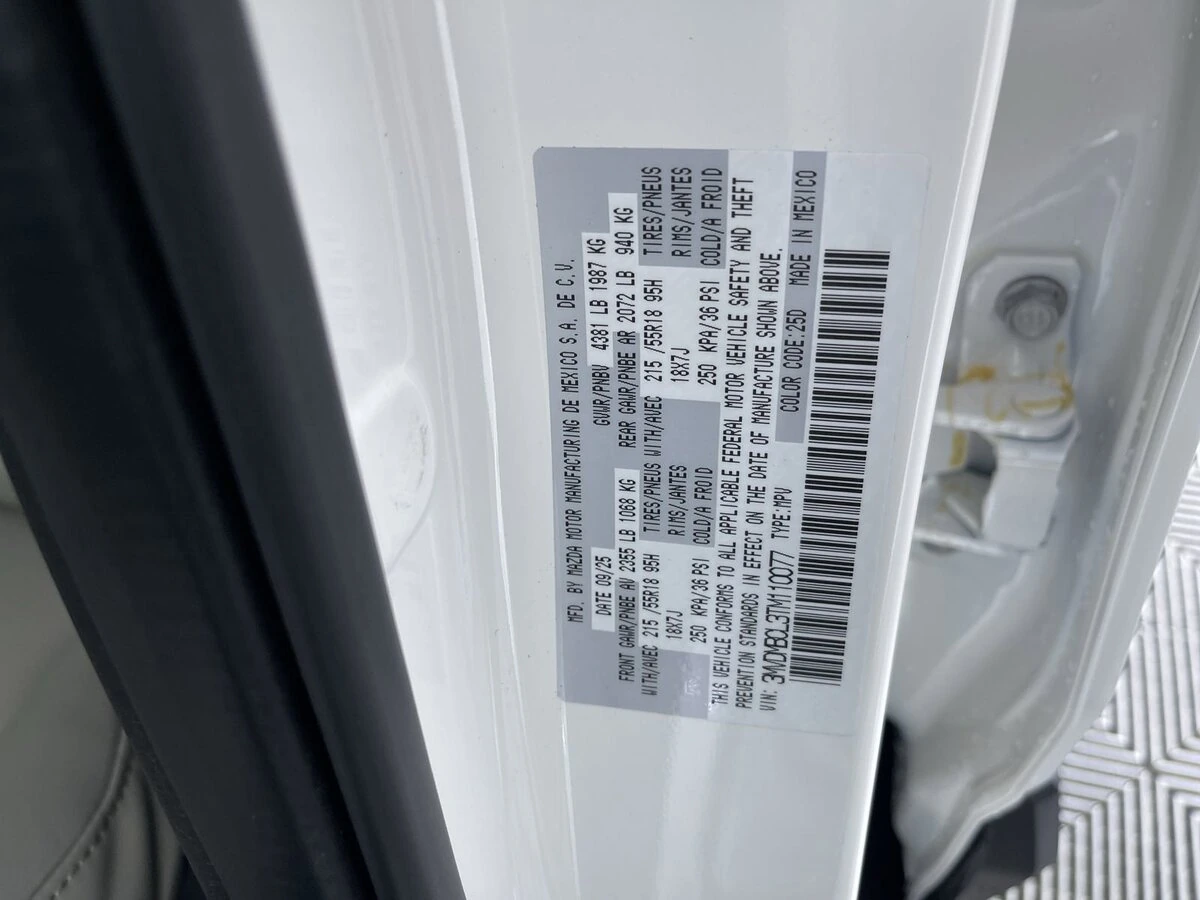 MFD. BY MAZDA MOTOR MANUFACTURING DE MEXICO S.A. DE C.V.
DATE 09/25 GVWR/PNBV 4381 LB 1987 KG
FRONT GAWR/PNBE AV 2355 LB 1068 KG REAR GAWR/PNBE AR 2072 LB 940 KG
WITH/AVEC 215 /55R18 95H TIRES/PNEUS WITH/AVEC 215 /55R18 95H TIRES/PNEUS
18X7J RIMS/JANTES 18X7J RIMS/JANTES
250 KPA/36 PSI COLD/A FROID 250 KPA/36 PSI COLD/A FROID
THIS VEHICLE CONFORMS TO ALL APPLICABLE FEDERAL MOTOR VEHICLE SAFETY AND THEFT
PREVENTION STANDARDS IN EFFECT ON THE DATE OF MANUFACTURE SHOWN ABOVE.
VIN: 3MVDMBCL3TM110077 TYPE:MPV COLOR CODE:25D MADE IN MEXICO